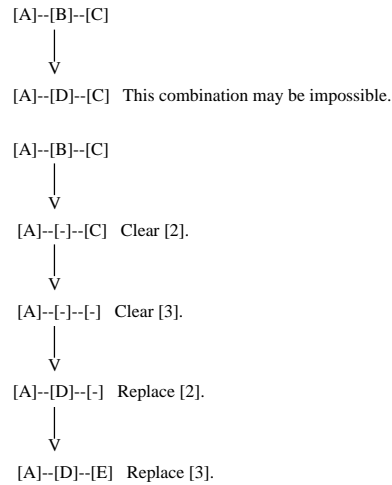 [A]--[B]--[C]
V
[A]--[D]--[C] This combination may be impossible.
[A]--[B]--[C]
V
[A]--[-]--[C] Clear [2].
V
[A]--[-]--[-] Clear [3].
V
[A]--[D]--[-] Replace [2].
V
[A]--[D]--[E] Replace [3].